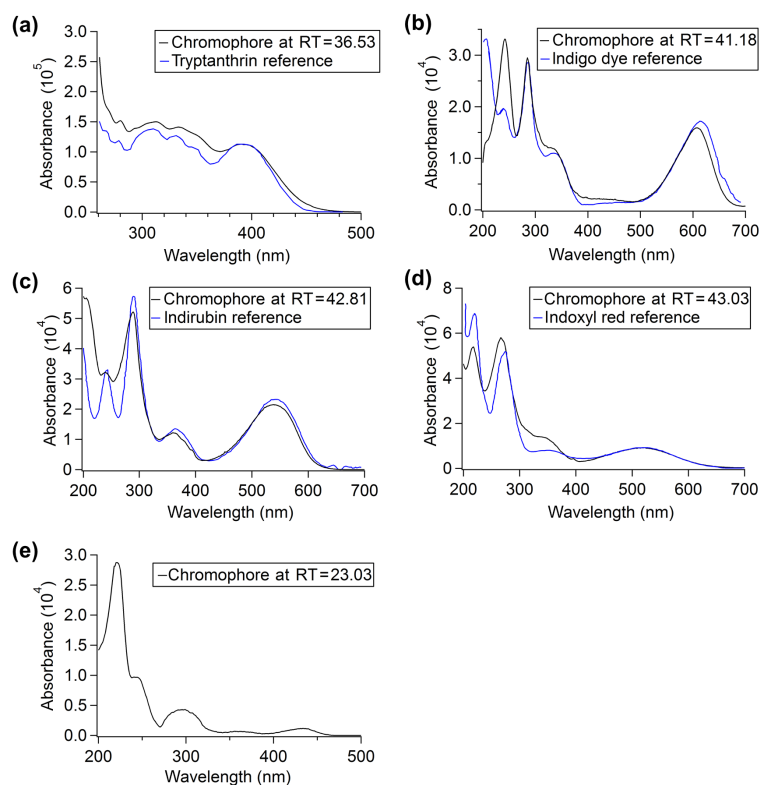 (a)
Absorbance (10⁵)
3.0
2.5
2.0
1.5
1.0
0.5
0.0
Chromophore at RT=36.53
Tryptanthrin reference
300
400
500
Wavelength (nm)
(b)
Absorbance (10⁴)
3.0
2.0
1.0
0.0
Chromophore at RT=41.18
Indigo dye reference
200
300
400
500
600
700
Wavelength (nm)
(c)
Absorbance (10⁴)
6
5
4
3
2
1
0
Chromophore at RT=42.81
Indirubin reference
200
300
400
500
600
700
Wavelength (nm)
(d)
Absorbance (10⁴)
8
6
4
2
0
Chromophore at RT=43.03
Indoxyl red reference
200
300
400
500
600
700
Wavelength (nm)
(e)
Absorbance (10⁴)
3.0
2.5
2.0
1.5
1.0
0.5
0.0
Chromophore at RT=23.03
200
300
400
500
Wavelength (nm)